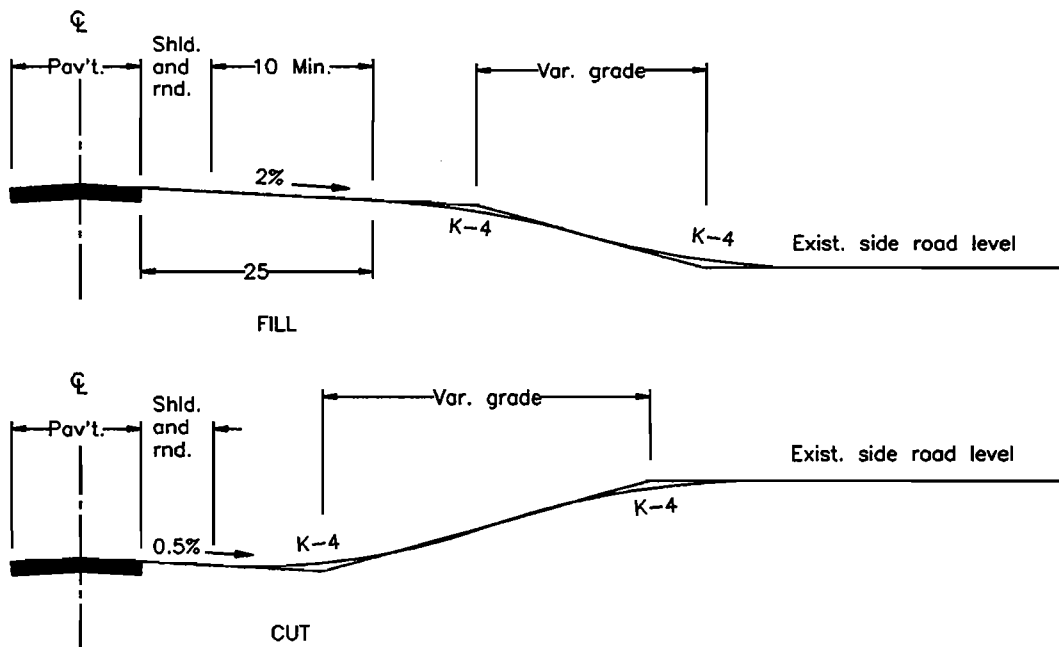 ℄
Pav't.
Shld.
and
rnd.
10 Min.
Var. grade
2%
K-4
K-4
Exist. side road level
25
FILL
℄
Pav't.
Shld.
and
rnd.
Var. grade
Exist. side road level
0.5%
K-4
K-4
CUT